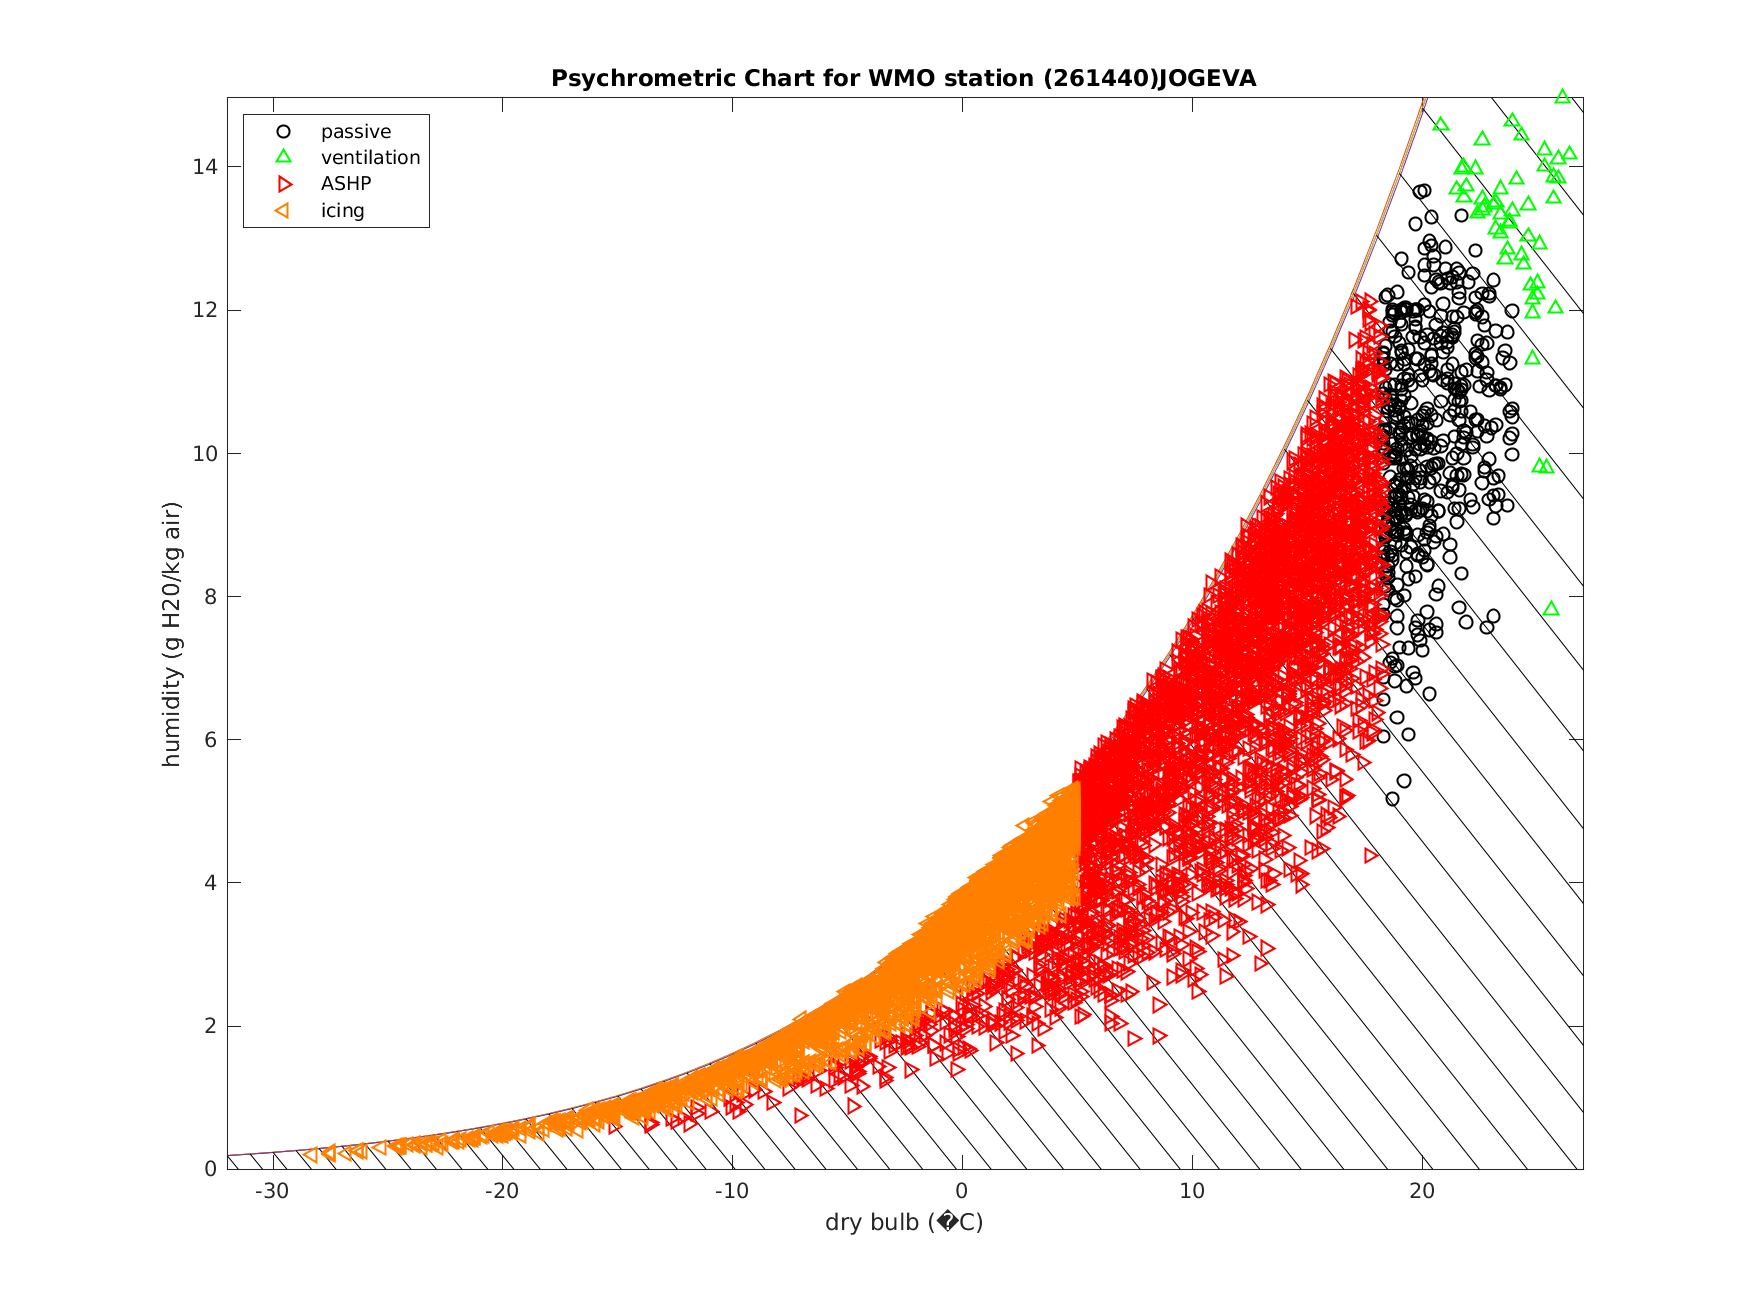 Psychrometric Chart for WMO station (261440)JOGEVA
passive
ventilation
ASHP
icing
14
12
10
8
6
4
2
0
humidity (g H20/kg air)
-30
-20
-10
0
10
20
dry bulb (�C)